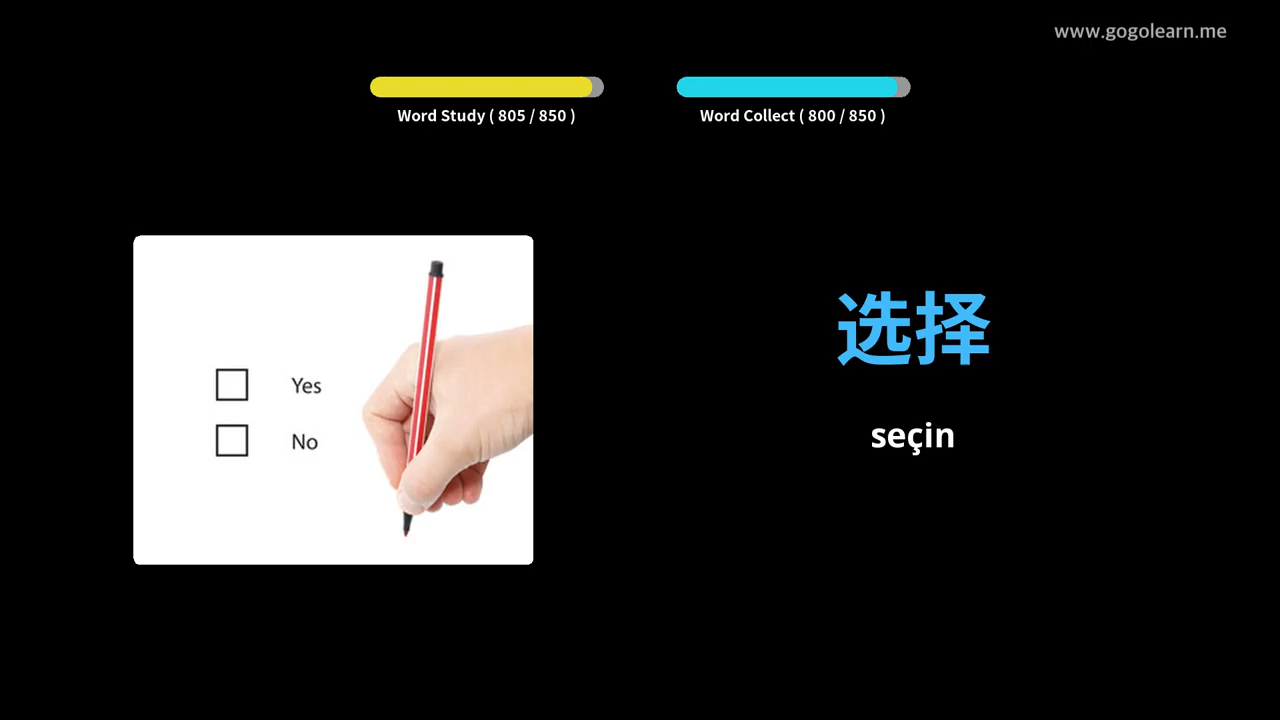 www.gogolearn.me
Word Study ( 805 / 850 )
Word Collect ( 800 / 850 )
Yes
No
选择
seçin